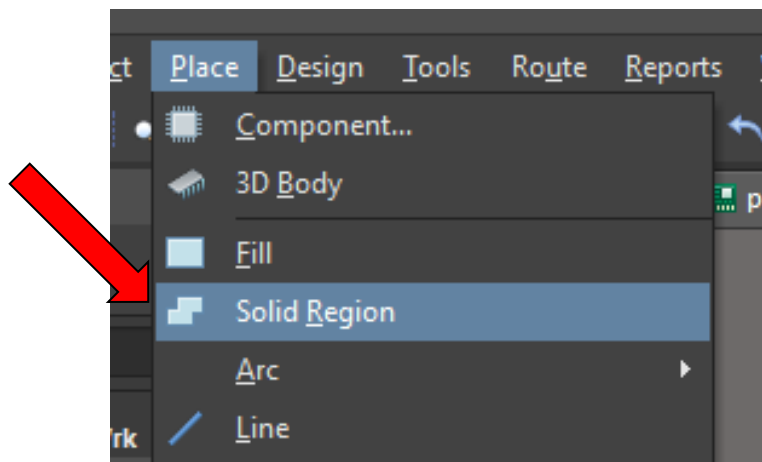 ct Place Design Tools Route Reports
Component...
3D Body
p
Fill
Solid Region
Arc
Line
rk